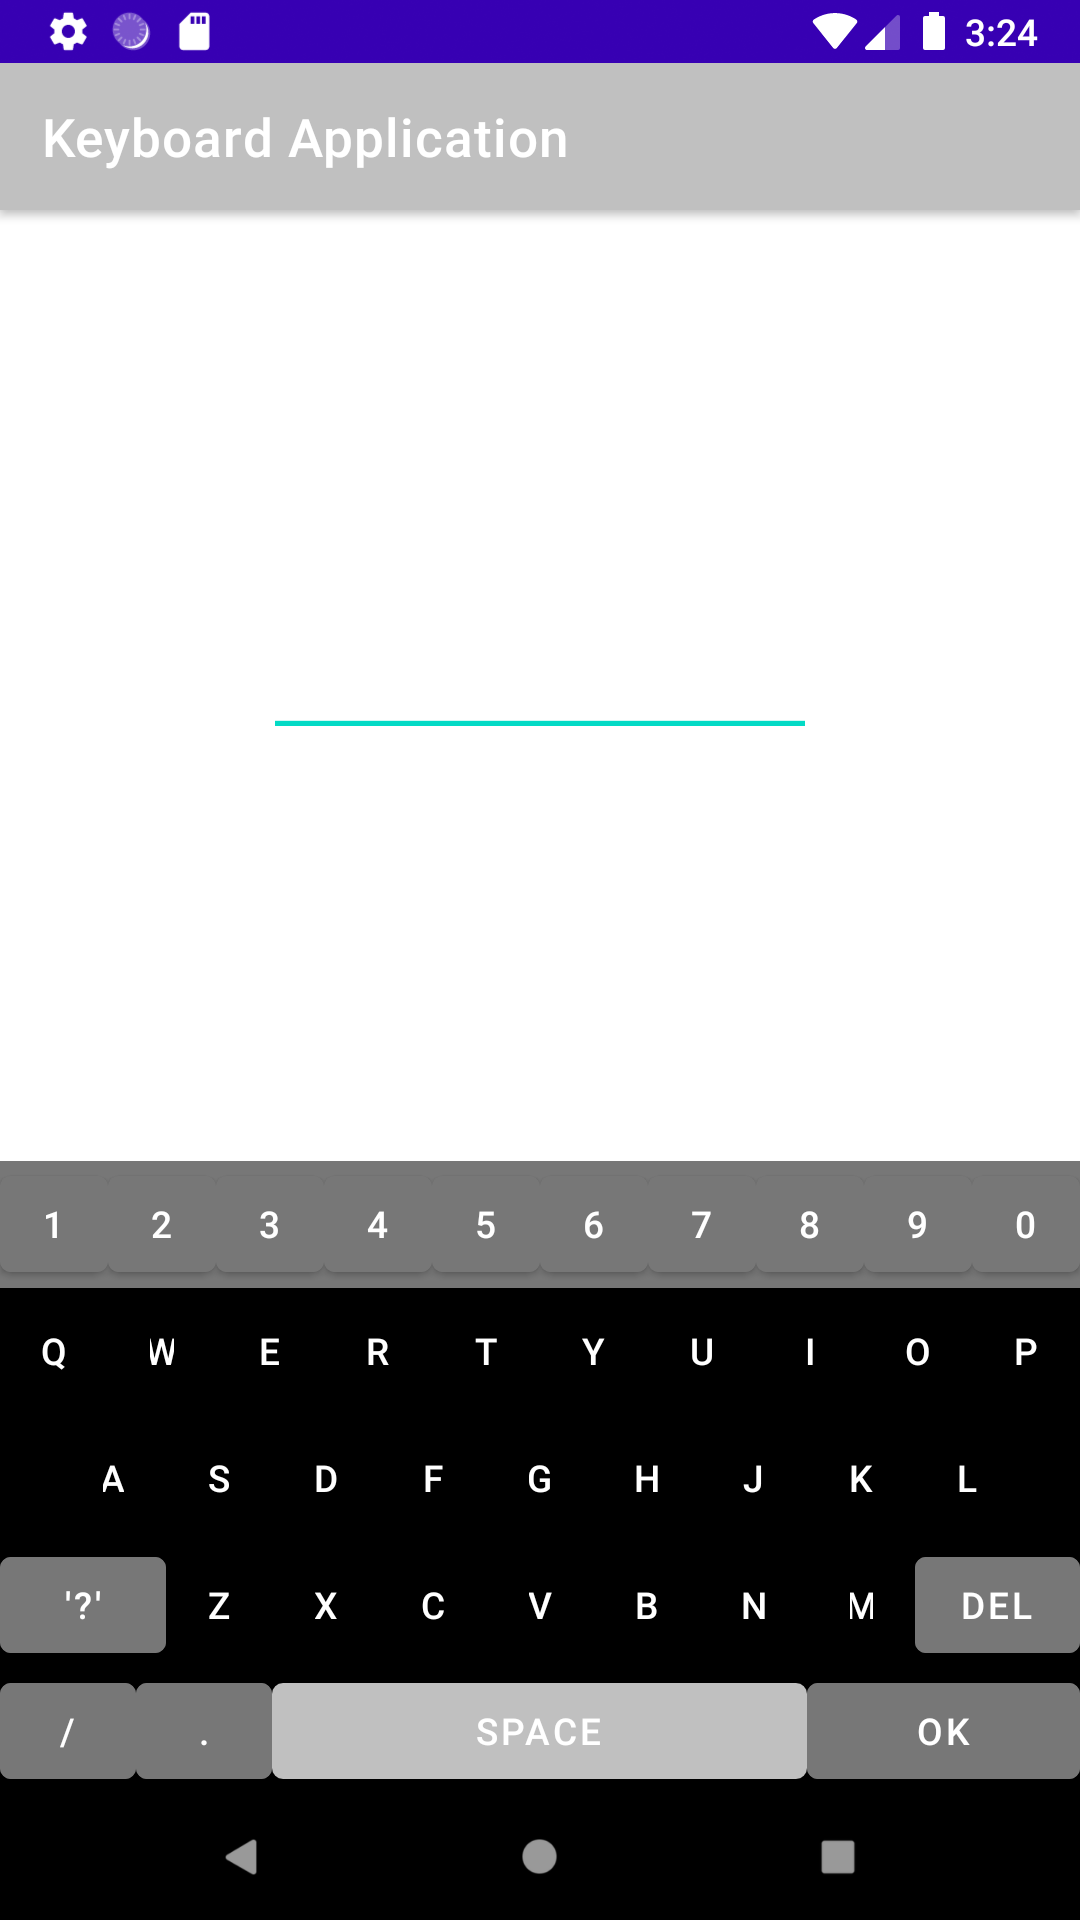 3:24
Keyboard Application
1 2 3 4 5 6 7 8 9 0
Q W E R T Y U I O P
A S D F G H J K L
'?' Z X C V B N M DEL
/ . SPACE OK